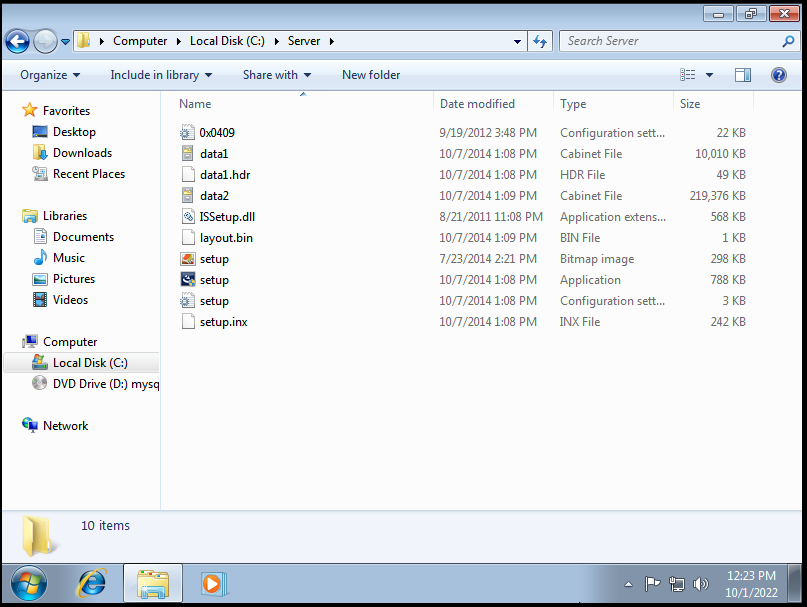 Computer Local Disk (C:) Server Search Server
Organize Include in library Share with New folder
Name Date modified Type Size
Favorites
Desktop
Downloads
Recent Places
Libraries
Documents
Music
Pictures
Videos
Computer
Local Disk (C:)
DVD Drive (D:) mysq
Network
0x0409 9/19/2012 3:48 PM Configuration sett... 22 KB
data1 10/7/2014 1:08 PM Cabinet File 10,010 KB
data1.hdr 10/7/2014 1:08 PM HDR File 49 KB
data2 10/7/2014 1:09 PM Cabinet File 219,376 KB
ISSetup.dll 8/21/2011 11:08 PM Application extens... 568 KB
layout.bin 10/7/2014 1:09 PM BIN File 1 KB
setup 7/23/2014 2:21 PM Bitmap image 298 KB
setup 10/7/2014 1:08 PM Application 788 KB
setup 10/7/2014 1:08 PM Configuration sett... 3 KB
setup.inx 10/7/2014 1:08 PM INX File 242 KB
10 items
12:23 PM
10/1/2022